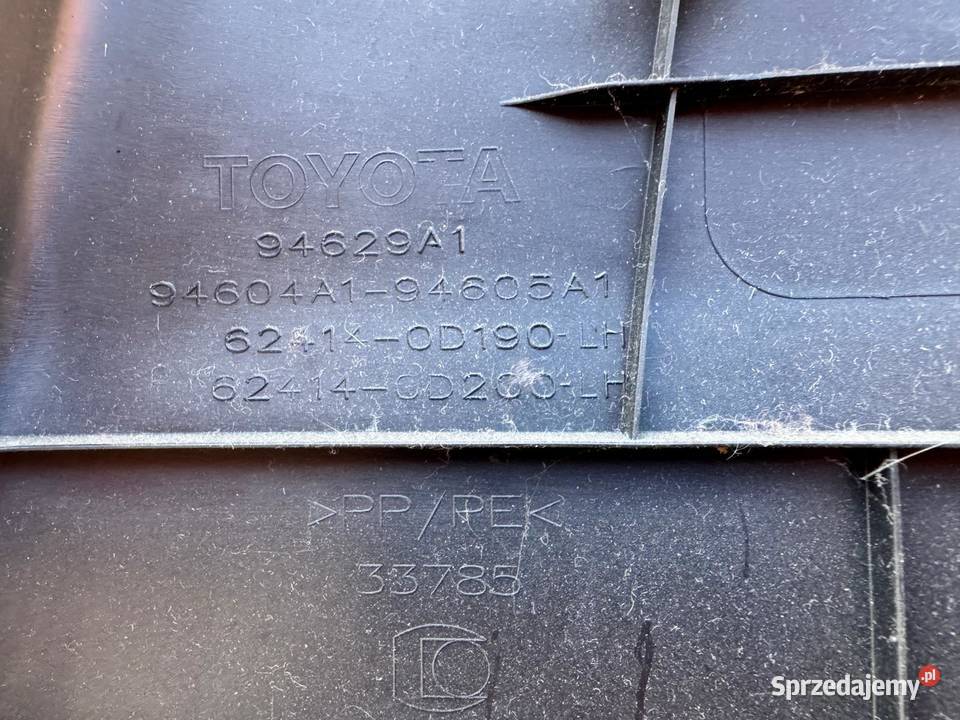 TOYOTA
94629A1
94604A1-94605A1
62414-0D190-LH
62414-0D200-LH
>PP/PE<
33785
Sprzedajemy.pl